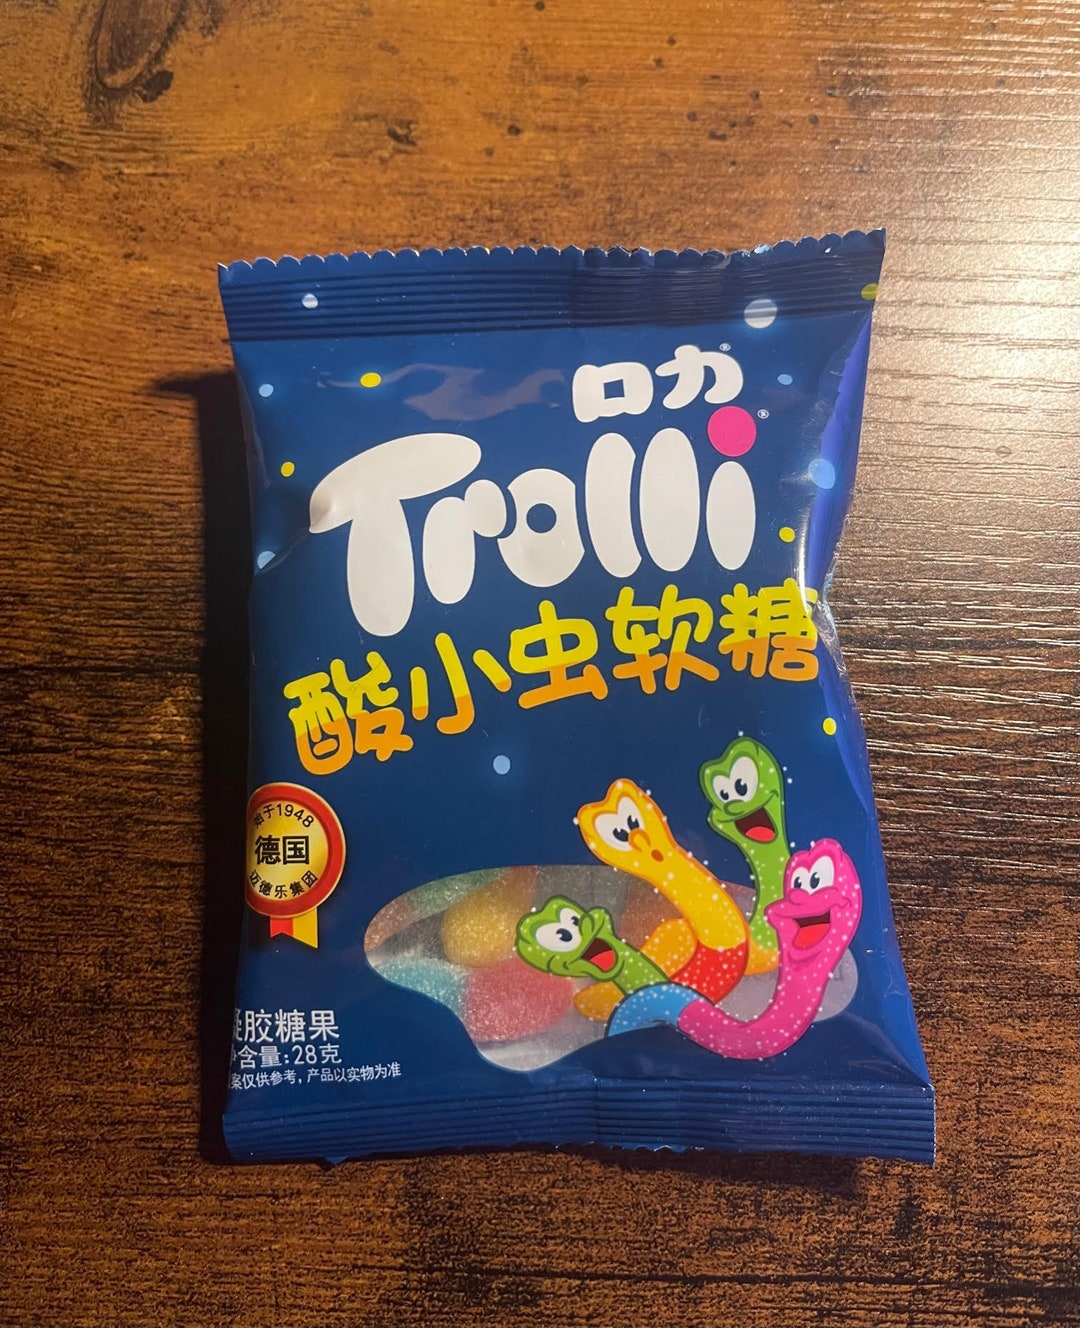 口力®
Trolli®
酸小虫软糖
始于1948
德国
迈德乐集团
凝胶糖果
含量:28克
案仅供参考,产品以实物为准